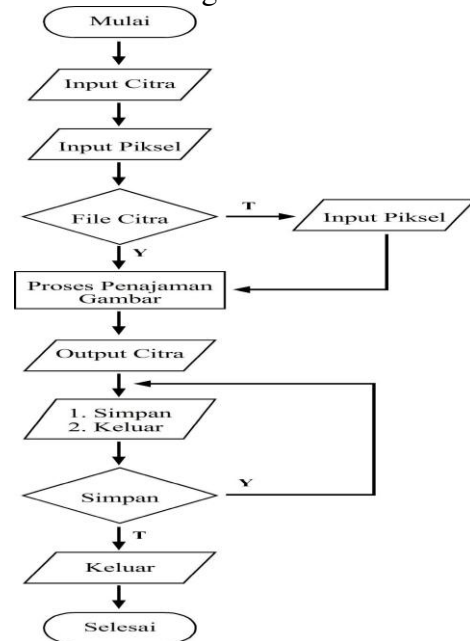 Mulai
Input Citra
Input Piksel
File Citra
T
Input Piksel
Y
Proses Penajaman
Gambar
Output Citra
1. Simpan
2. Keluar
Simpan
Y
T
Keluar
Selesai